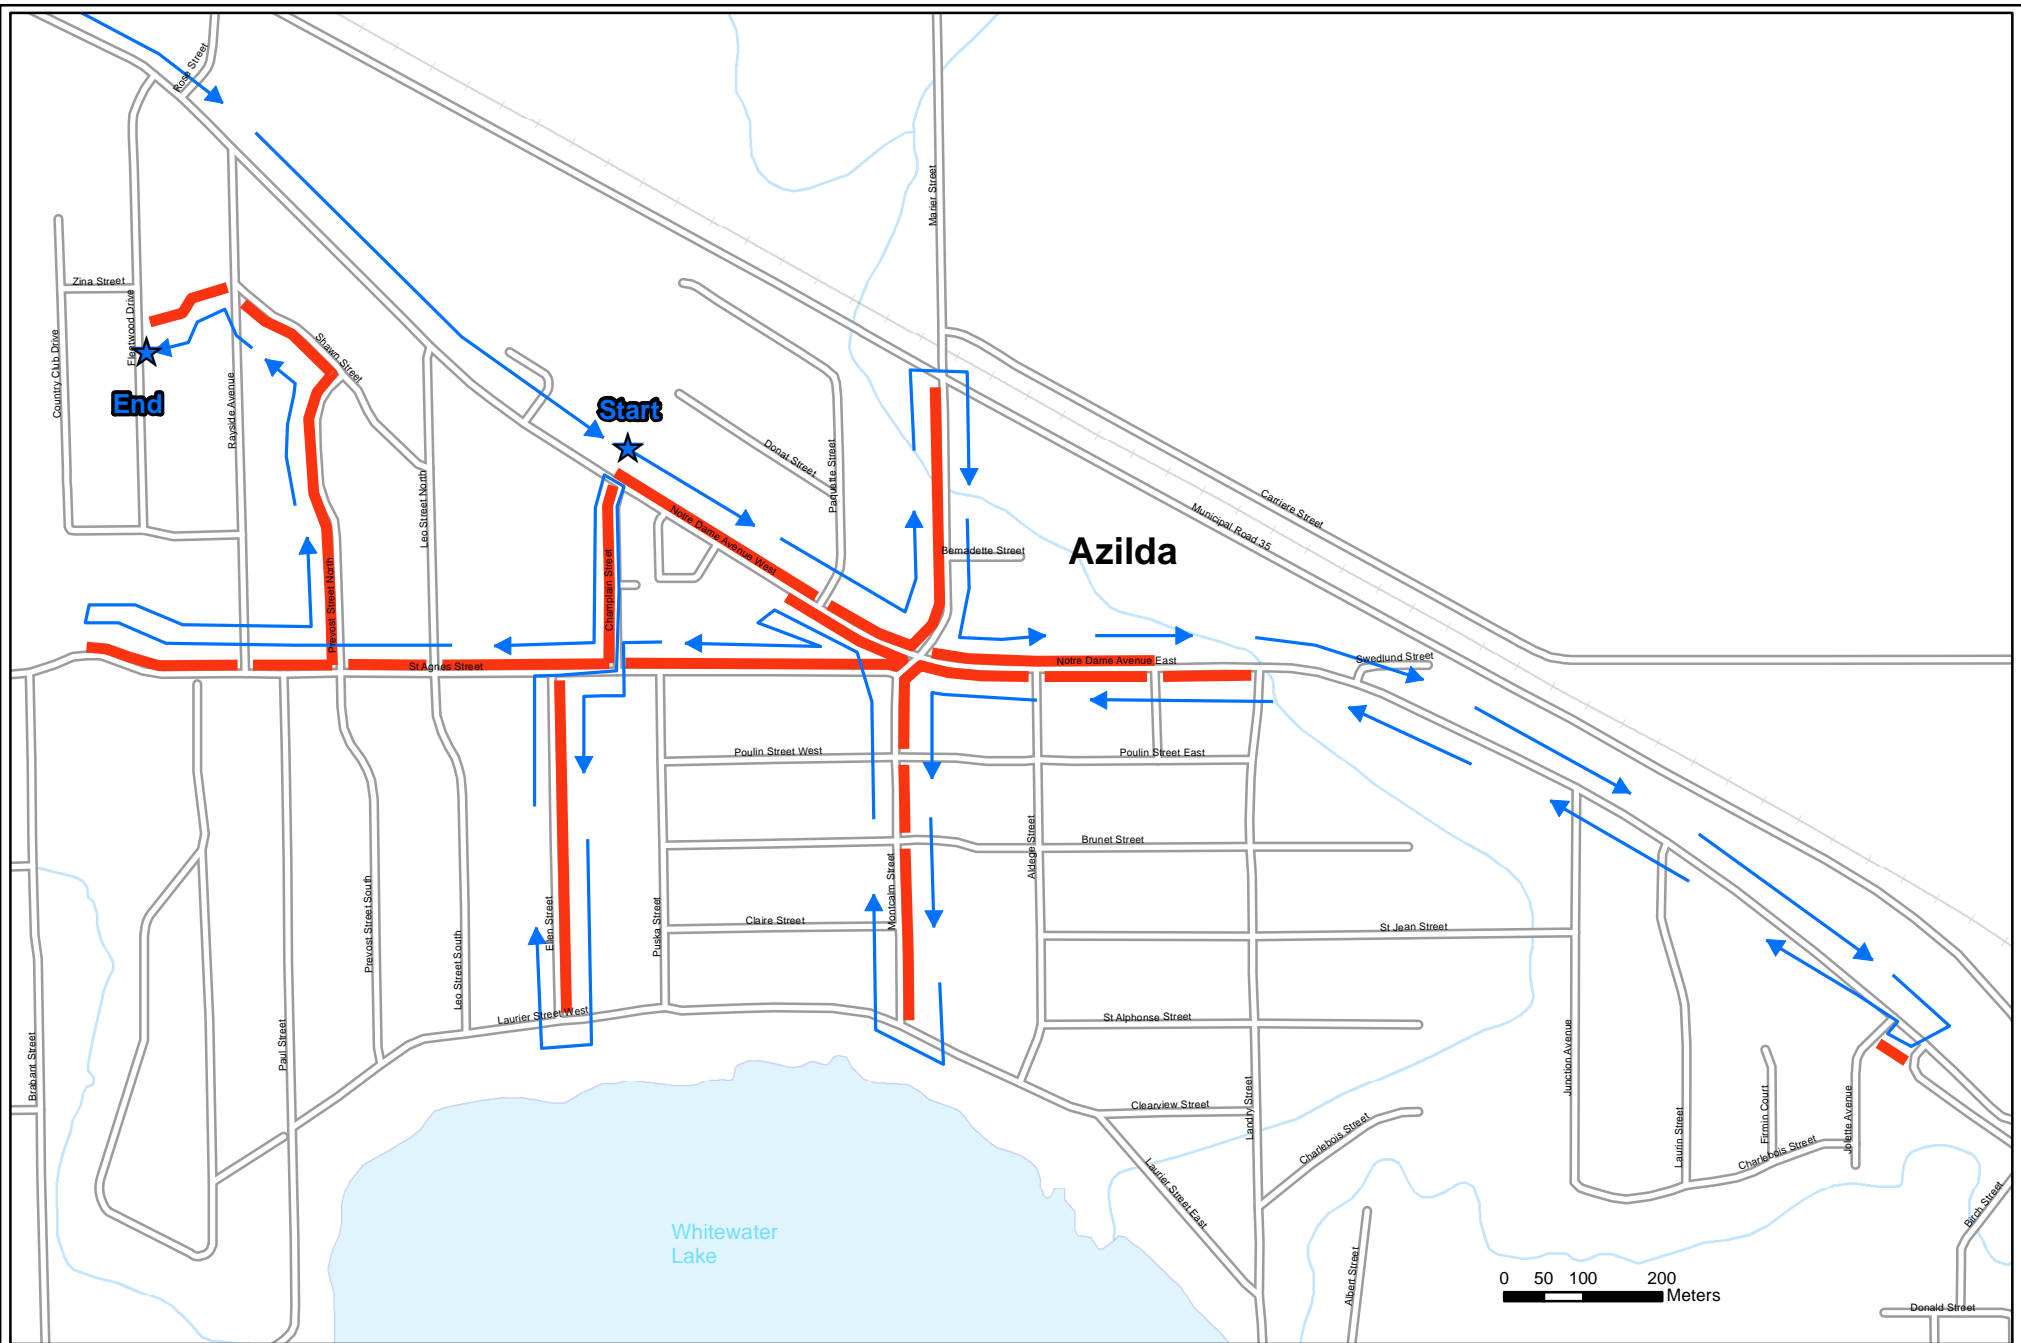 Rose Street
Marier Street
Zina Street
Fleetwood Drive
Country Club Drive
Shawn Street
Rayside Avenue
End
Start
Donat Street
Paquette Street
Leo Street North
Notre Dame Avenue West
Carriere Street
Municipal Road 35
Bernadette Street
Azilda
Champlain Street
Prevost Street North
St Agnes Street
Notre Dame Avenue East
Swedlund Street
Poulin Street West
Poulin Street East
Brunet Street
Aldege Street
Montcalm Street
Claire Street
St Jean Street
Prevost Street South
Leo Street South
Ellen Street
Puska Street
Laurier Street West
St Alphonse Street
Paul Street
Brabant Street
Junction Avenue
Clearview Street
Landry Street
Charlebois Street
Laurin Street
Firmin Court
Joliette Avenue
Charlebois Street
Laurier Street East
Birch Street
Whitewater
Lake
Albert Street
0 50 100 200
Meters
Donald Street